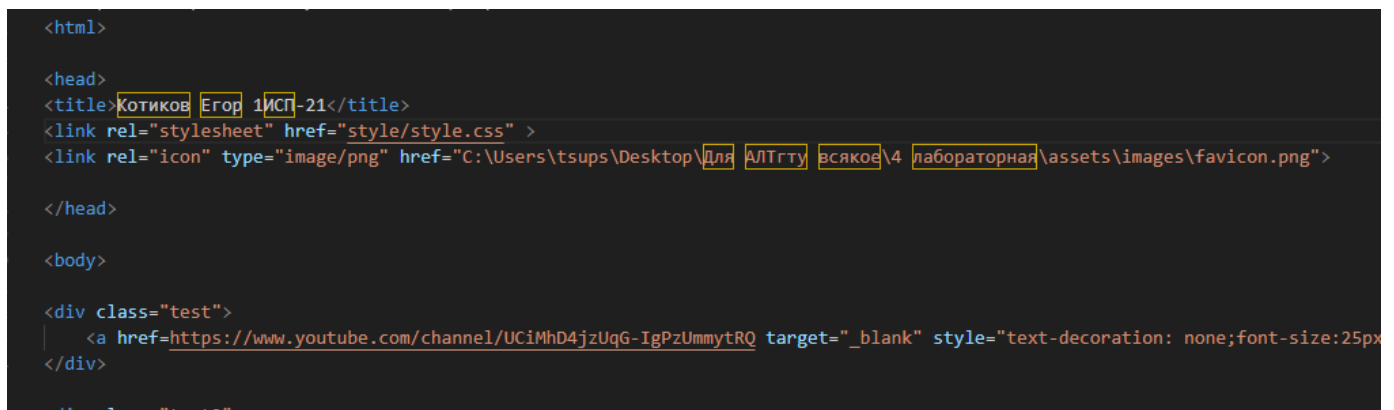 <html>
<head>
<title>Котиков Егор 1ИСП-21</title>
<link rel="stylesheet" href="style/style.css" >
<link rel="icon" type="image/png" href="C:\Users\tsups\Desktop\Для АЛТгту всякое\4 лабораторная\assets\images\favicon.png">
</head>
<body>
<div class="test">
<a href=https://www.youtube.com/channel/UCiMhD4jzUqG-IgPzUmmytRQ target="_blank" style="text-decoration: none;font-size:25px
</div>